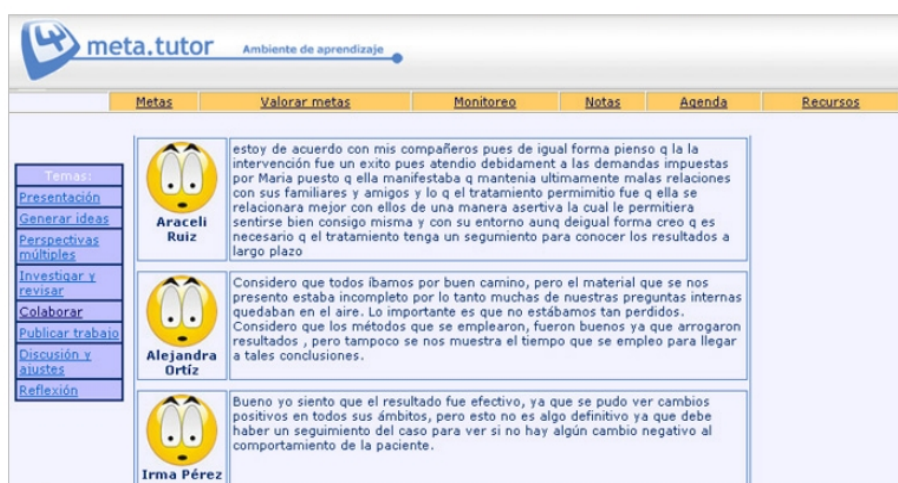 4 meta.tutor Ambiente de aprendizaje
Metas Valorar metas Monitoreo Notas Agenda Recursos
Temas:
Presentación
Generar ideas
Perspectivas
múltiples
Investigar y
revisar
Colaborar
Publicar trabajo
Discusión y
ajustes
Reflexión
Araceli
Ruiz
estoy de acuerdo con mis compañeros pues de igual forma pienso q la la
intervención fue un exito pues atendio debidament a las demandas impuestas
por Maria puesto q ella manifestaba q mantenia ultimamente malas relaciones
con sus familiares y amigos y lo q el tratamiento permimitio fue q ella se
relacionara mejor con ellos de una manera asertiva la cual le permitiera
sentirse bien consigo misma y con su entorno aunq deigual forma creo q es
necesario q el tratamiento tenga un segumiento para conocer los resultados a
largo plazo
Alejandra
Ortíz
Considero que todos íbamos por buen camino, pero el material que se nos
presento estaba incompleto por lo tanto muchas de nuestras preguntas internas
quedaban en el aire. Lo importante es que no estábamos tan perdidos.
Considero que los métodos que se emplearon, fueron buenos ya que arrogaron
resultados , pero tampoco se nos muestra el tiempo que se empleo para llegar
a tales conclusiones.
Irma Pérez
Bueno yo siento que el resultado fue efectivo, ya que se pudo ver cambios
positivos en todos sus ámbitos, pero esto no es algo definitivo ya que debe
haber un seguimiento del caso para ver si no hay algún cambio negativo al
comportamiento de la paciente.